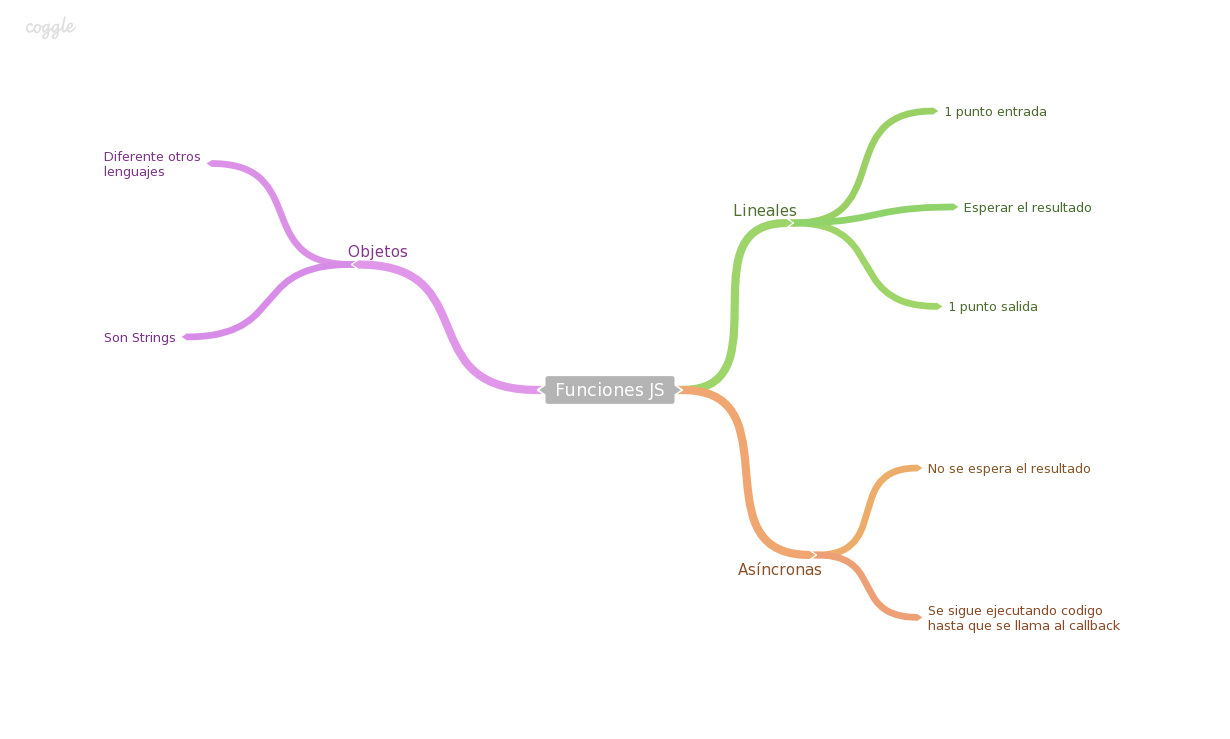 coggle
Diferente otros
lenguajes
Objetos
Son Strings
Funciones JS
Lineales
1 punto entrada
Esperar el resultado
1 punto salida
Asíncronas
No se espera el resultado
Se sigue ejecutando codigo
hasta que se llama al callback